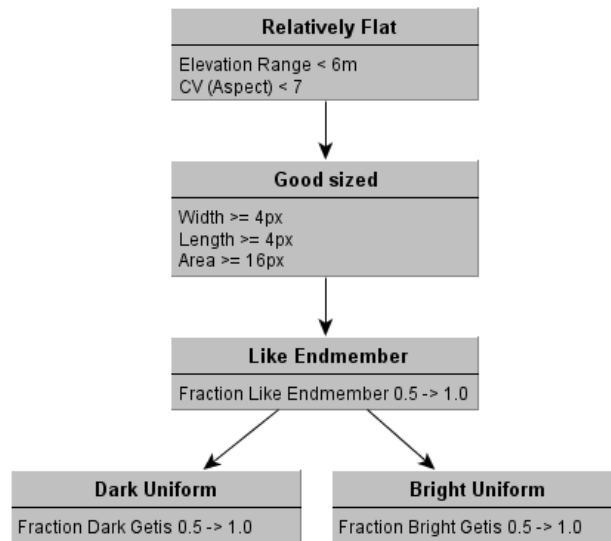 Relatively Flat
Elevation Range < 6m
CV (Aspect) < 7
Good sized
Width >= 4px
Length >= 4px
Area >= 16px
Like Endmember
Fraction Like Endmember 0.5 -> 1.0
Dark Uniform
Fraction Dark Getis 0.5 -> 1.0
Bright Uniform
Fraction Bright Getis 0.5 -> 1.0